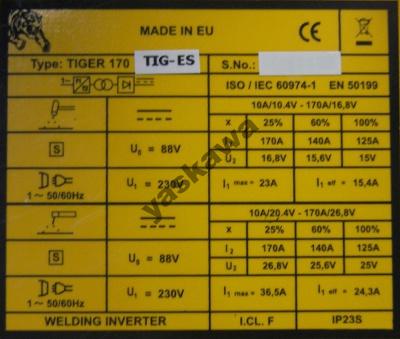 MADE IN EU
CE
Type: TIGER 170 TIG-ES S.No.:
1~ ISO / IEC 60974-1 EN 50199
10A/10.4V - 170A/16,8V
X 25% 60% 100%
170A 140A 125A
S U₀ = 88V U₂ 16,8V 15,6V 15V
1~ 50/60Hz U₁ = 230V I₁ max = 23A I₁ eff = 15,4A
10A/20.4V - 170A/26,8V
X 25% 60% 100%
I₂ 170A 140A 125A
S U₀ = 88V 26,8V 25,6V 25V
1~ 50/60Hz U₁ = 230V I₁ max = 36,5A I₁ eff = 24,3A
WELDING INVERTER I.CL. F IP23S
yaskawa